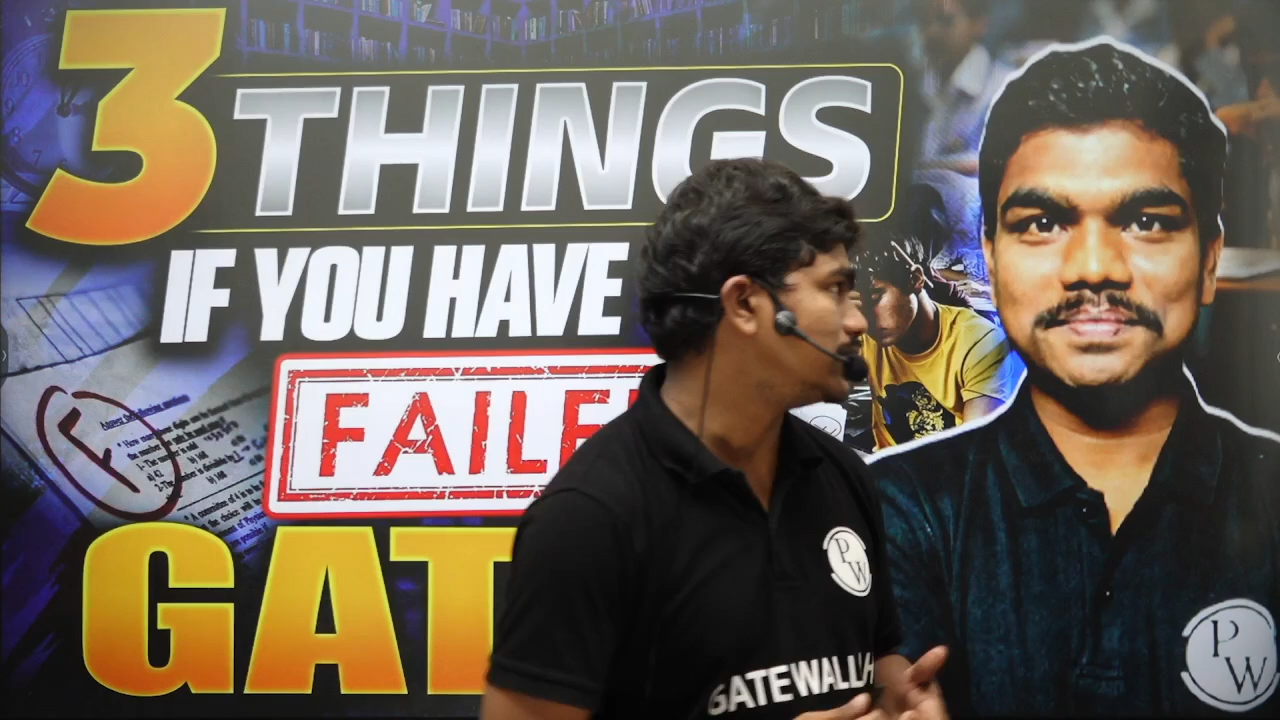 3 THINGS
IF YOU HAVE
FAILE
GAT
F
PW
GATEWALLAH
PW